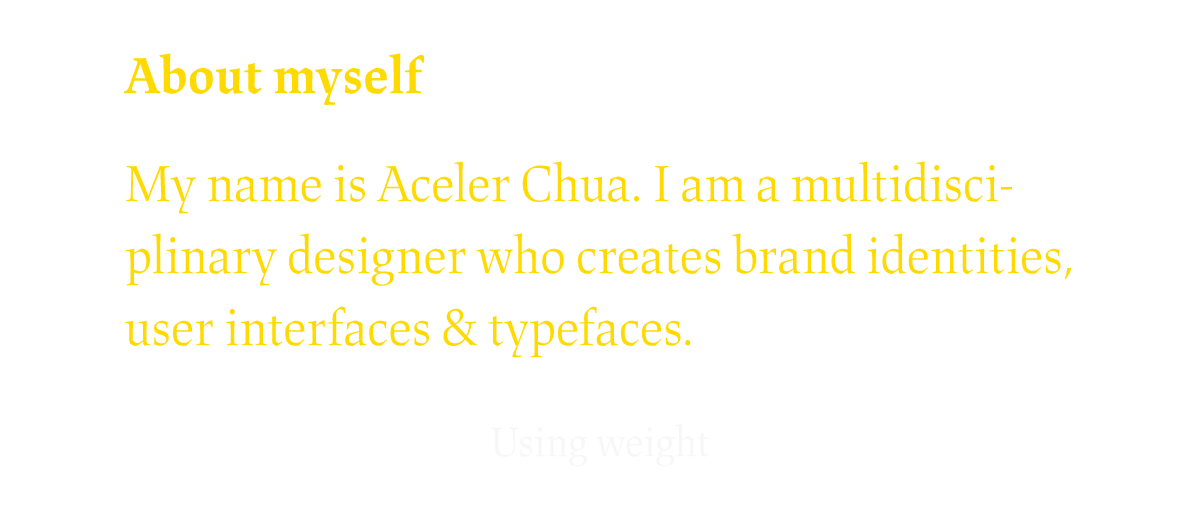 About myself
My name is Aceler Chua. I am a multidisci-
plinary designer who creates brand identities,
user interfaces & typefaces.
Using weight